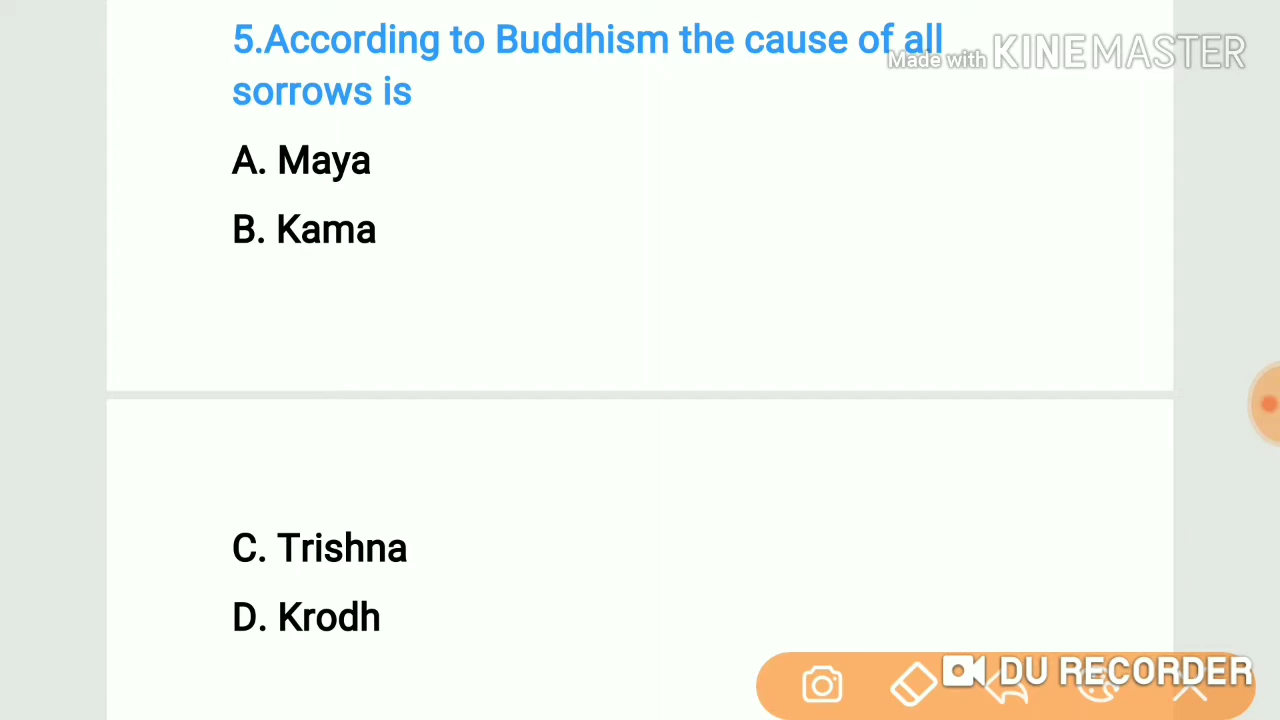 5.According to Buddhism the cause of all
Made with KINEMASTER
sorrows is
A. Maya
B. Kama
C. Trishna
D. Krodh
DU RECORDER